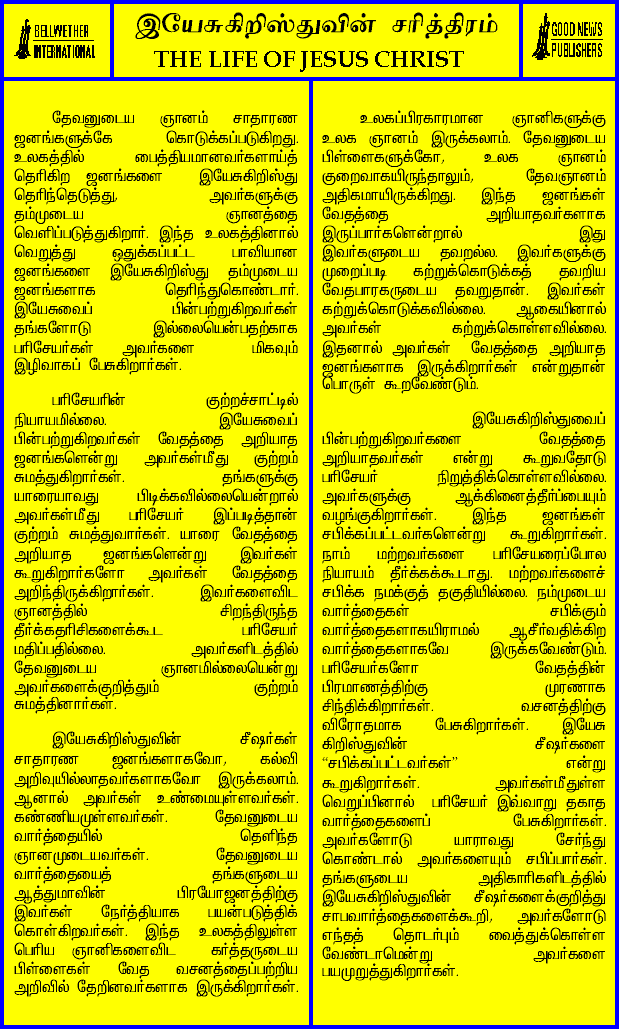 BELLWETHER
INTERNATIONAL
இயேசுகிறிஸ்துவின் சரித்திரம்
THE LIFE OF JESUS CHRIST
GOOD NEWS
PUBLISHERS
தேவனுடைய ஞானம் சாதாரண
ஜனங்களுக்கே கொடுக்கப்படுகிறது.
உலகத்தில் பைத்தியமானவர்களாய்த்
தெரிகிற ஜனங்களை இயேசுகிறிஸ்து
தெரிந்தெடுத்து, அவர்களுக்கு
தம்முடைய ஞானத்தை
வெளிப்படுத்துகிறார். இந்த உலகத்தினால்
வெறுத்து ஒதுக்கப்பட்ட பாவியான
ஜனங்களை இயேசுகிறிஸ்து தம்முடைய
ஜனங்களாக தெரிந்துகொண்டார்.
இயேசுவைப் பின்பற்றுகிறவர்கள்
தங்களோடு இல்லையென்பதற்காக
பரிசேயர்கள் அவர்களை மிகவும்
இழிவாகப் பேசுகிறார்கள்.
பரிசேயரின் குற்றச்சாட்டில்
நியாயமில்லை. இயேசுவைப்
பின்பற்றுகிறவர்கள் வேதத்தை அறியாத
ஜனங்களென்று அவர்கள்மீது குற்றம்
சுமத்துகிறார்கள். தங்களுக்கு
யாரையாவது பிடிக்கவில்லையென்றால்
அவர்கள்மீது பரிசேயர் இப்படித்தான்
குற்றம் சுமத்துவார்கள். யாரை வேதத்தை
அறியாத ஜனங்களென்று இவர்கள்
கூறுகிறார்களோ அவர்கள் வேதத்தை
அறிந்திருக்கிறார்கள். இவர்களைவிட
ஞானத்தில் சிறந்திருந்த
தீர்க்கதரிசிகளைக்கூட பரிசேயர்
மதிப்பதில்லை. அவர்களிடத்தில்
தேவனுடைய ஞானமில்லையென்று
அவர்களைக்குறித்தும் குற்றம்
சுமத்தினார்கள்.
இயேசுகிறிஸ்துவின் சீஷர்கள்
சாதாரண ஜனங்களாகவோ, கல்வி
அறிவுயில்லாதவர்களாகவோ இருக்கலாம்.
ஆனால் அவர்கள் உண்மையுள்ளவர்கள்.
கண்ணியமுள்ளவர்கள். தேவனுடைய
வார்த்தையில் தெளிந்த
ஞானமுடையவர்கள். தேவனுடைய
வார்த்தையைத் தங்களுடைய
ஆத்துமாவின் பிரயோஜனத்திற்கு
இவர்கள் நேர்த்தியாக பயன்படுத்திக்
கொள்கிறவர்கள். இந்த உலகத்திலுள்ள
பெரிய ஞானிகளைவிட கர்த்தருடைய
பிள்ளைகள் வேத வசனத்தைப்பற்றிய
அறிவில் தேறினவர்களாக இருக்கிறார்கள்.
உலகப்பிரகாரமான ஞானிகளுக்கு
உலக ஞானம் இருக்கலாம். தேவனுடைய
பிள்ளைகளுக்கோ, உலக ஞானம்
குறைவாகயிருந்தாலும், தேவஞானம்
அதிகமாயிருக்கிறது. இந்த ஜனங்கள்
வேதத்தை அறியாதவர்களாக
இருப்பார்களென்றால் இது
இவர்களுடைய தவறல்ல. இவர்களுக்கு
முறைப்படி கற்றுக்கொடுக்கத் தவறிய
வேதபாரகருடைய தவறுதான். இவர்கள்
கற்றுக்கொடுக்கவில்லை. ஆகையினால்
அவர்கள் கற்றுக்கொள்ளவில்லை.
இதனால் அவர்கள் வேதத்தை அறியாத
ஜனங்களாக இருக்கிறார்கள் என்றுதான்
பொருள் கூறவேண்டும்.
இயேசுகிறிஸ்துவைப்
பின்பற்றுகிறவர்களை வேதத்தை
அறியாதவர்கள் என்று கூறுவதோடு
பரிசேயர் நிறுத்திக்கொள்ளவில்லை.
அவர்களுக்கு ஆக்கினைத்தீர்ப்பையும்
வழங்குகிறார்கள். இந்த ஜனங்கள்
சபிக்கப்பட்டவர்களென்று கூறுகிறார்கள்.
நாம் மற்றவர்களை பரிசேயரைப்போல
நியாயம் தீர்க்கக்கூடாது. மற்றவர்களைச்
சபிக்க நமக்குத் தகுதியில்லை. நம்முடைய
வார்த்தைகள் சபிக்கும்
வார்த்தைகளாகயிராமல் ஆசீர்வதிக்கிற
வார்த்தைகளாகவே இருக்கவேண்டும்.
பரிசேயர்களோ வேதத்தின்
பிரமாணத்திற்கு முரணாக
சிந்திக்கிறார்கள். வசனத்திற்கு
விரோதமாக பேசுகிறார்கள். இயேசு
கிறிஸ்துவின் சீஷர்களை
“சபிக்கப்பட்டவர்கள்” என்று
கூறுகிறார்கள். அவர்கள்மீதுள்ள
வெறுப்பினால் பரிசேயர் இவ்வாறு தகாத
வார்த்தைகளைப் பேசுகிறார்கள்.
அவர்களோடு யாராவது சேர்ந்து
கொண்டால் அவர்களையும் சபிப்பார்கள்.
தங்களுடைய அதிகாரிகளிடத்தில்
இயேசுகிறிஸ்துவின் சீஷர்களைக்குறித்து
சாபவார்த்தைகளைக்கூறி, அவர்களோடு
எந்தத் தொடர்பும் வைத்துக்கொள்ள
வேண்டாமென்று அவர்களை
பயமுறுத்துகிறார்கள்.